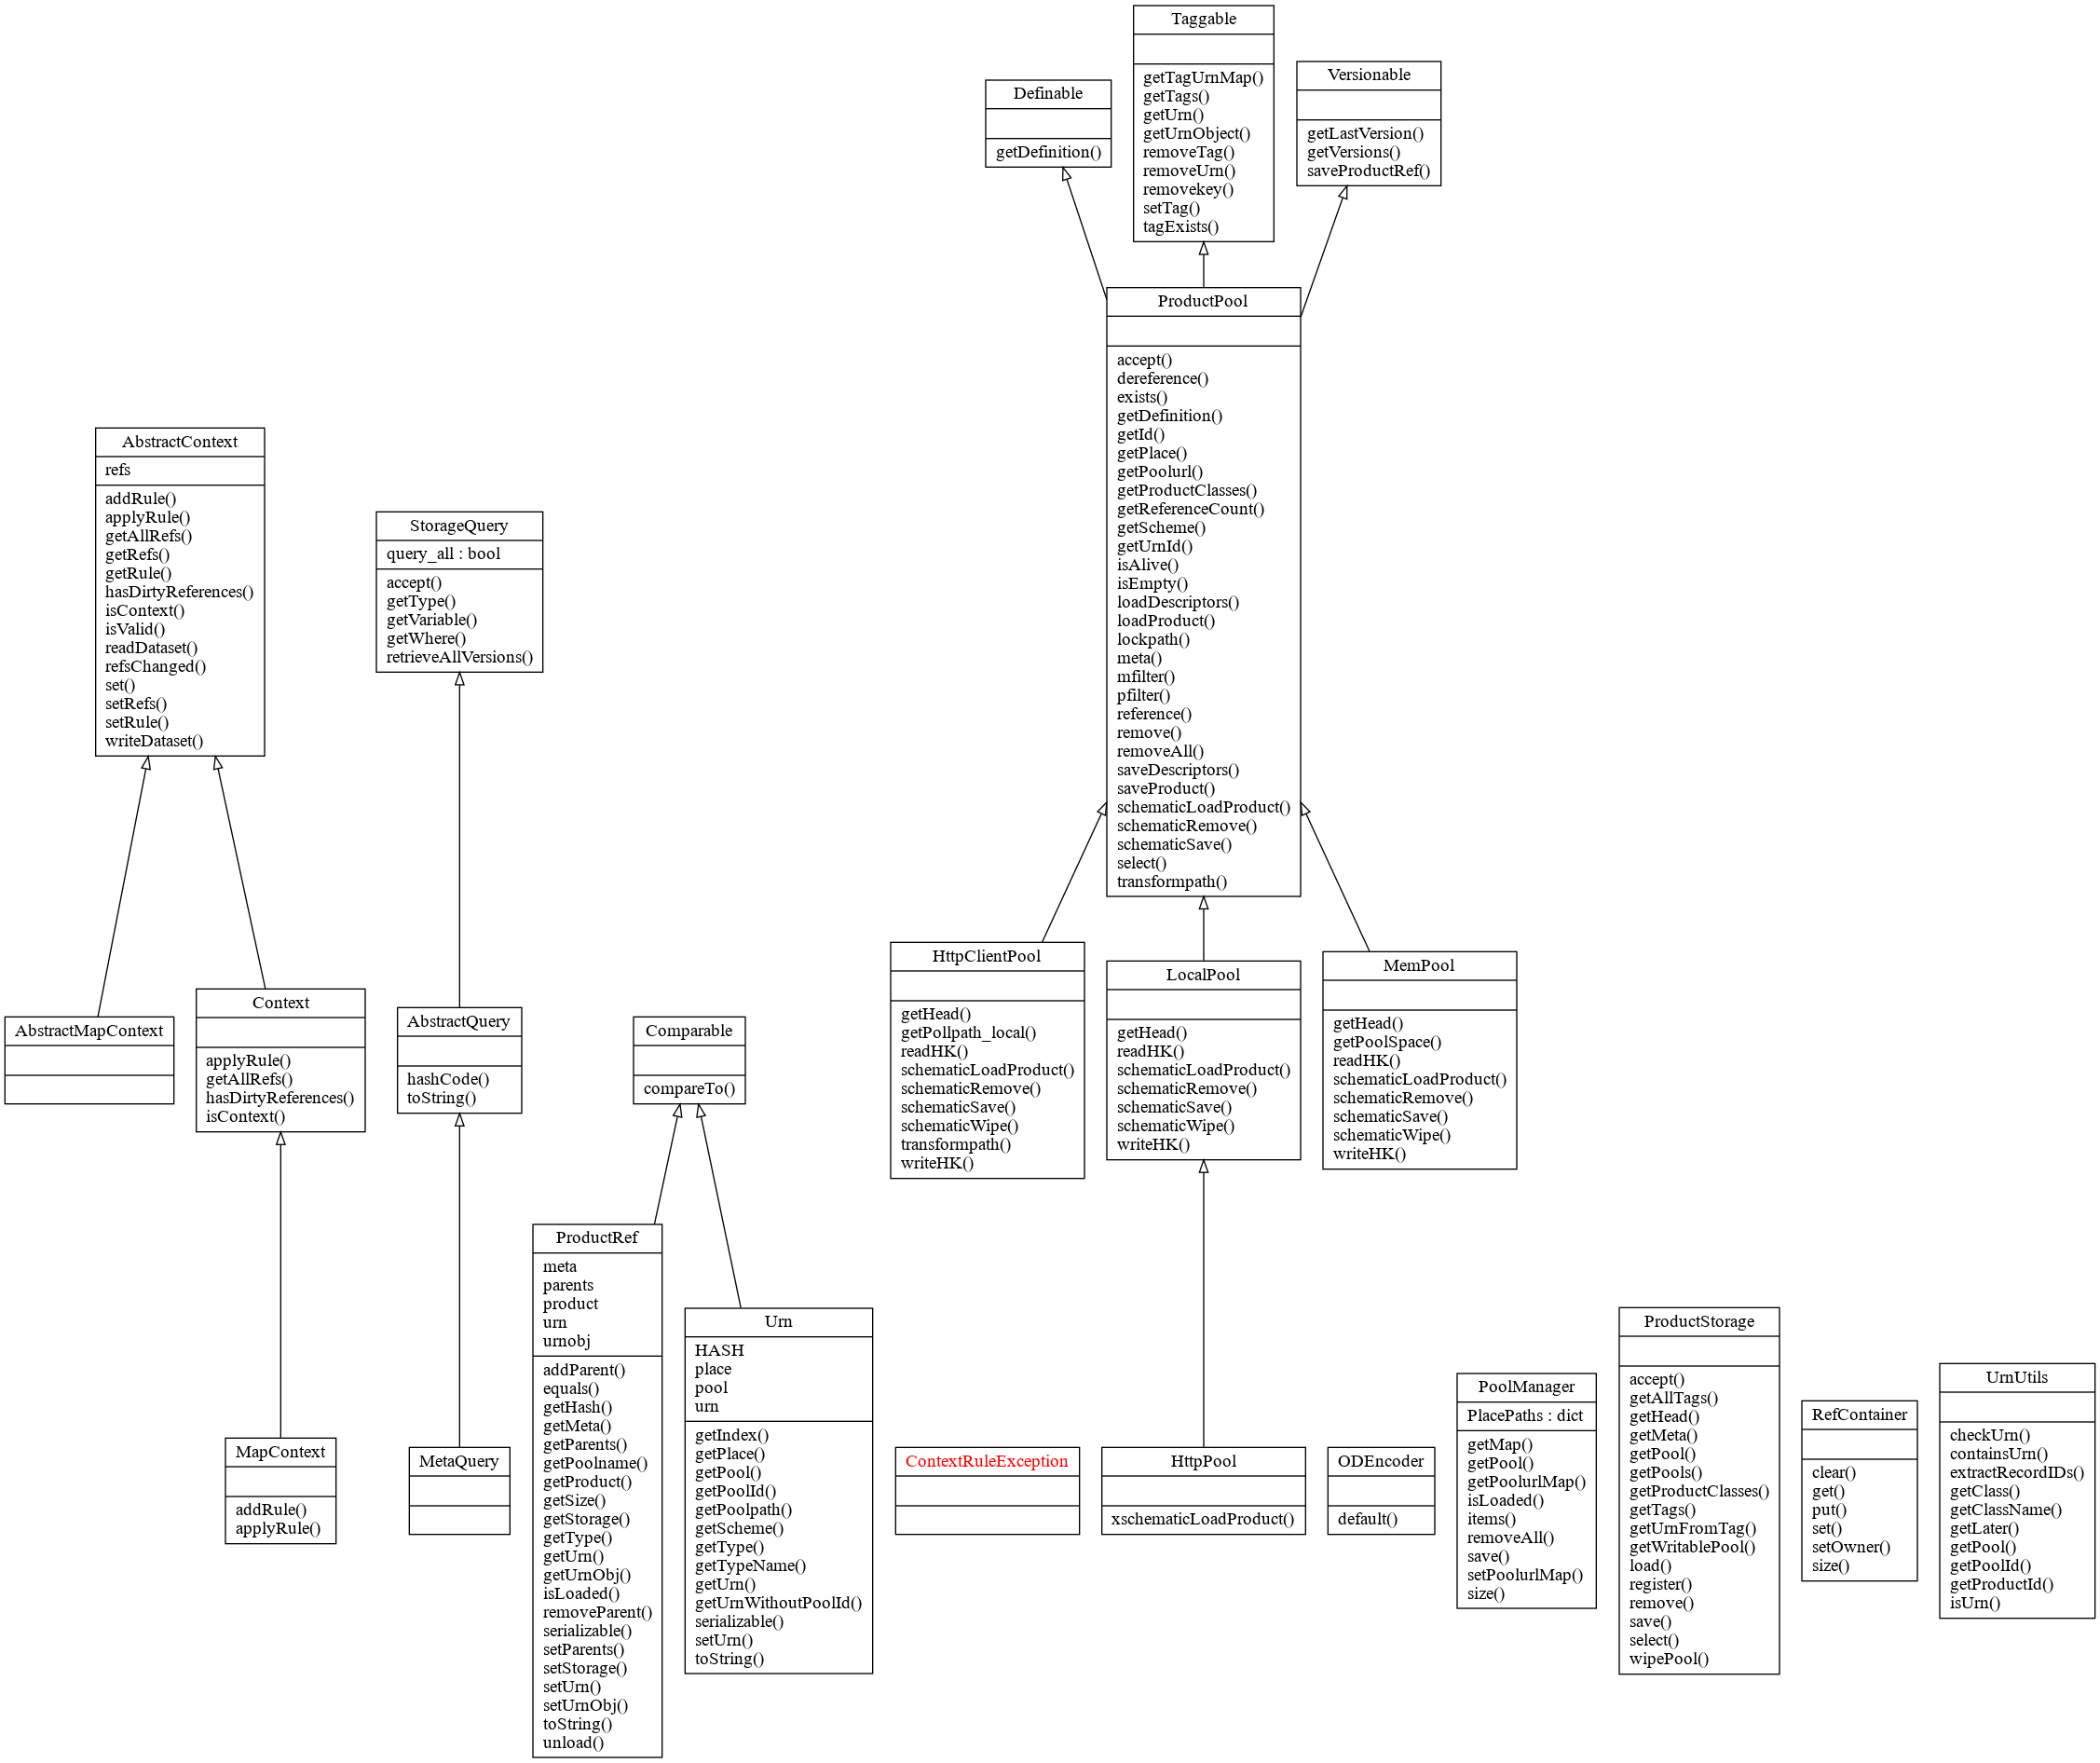 Taggable
getTagUrnMap()
getTags()
getUrn()
getUrnObject()
removeTag()
removeUrn()
removekey()
setTag()
tagExists()
Definable
getDefinition()
Versionable
getLastVersion()
getVersions()
saveProductRef()
ProductPool
accept()
dereference()
exists()
getDefinition()
getId()
getPlace()
getPoolurl()
getProductClasses()
getReferenceCount()
getScheme()
getUrnId()
isAlive()
isEmpty()
loadDescriptors()
loadProduct()
lockpath()
meta()
mfilter()
pfilter()
reference()
remove()
removeAll()
saveDescriptors()
saveProduct()
schematicLoadProduct()
schematicRemove()
schematicSave()
select()
transformpath()
AbstractContext
refs
addRule()
applyRule()
getAllRefs()
getRefs()
getRule()
hasDirtyReferences()
isContext()
isValid()
readDataset()
refsChanged()
set()
setRefs()
setRule()
writeDataset()
StorageQuery
query_all : bool
accept()
getType()
getVariable()
getWhere()
retrieveAllVersions()
AbstractMapContext
Context
applyRule()
getAllRefs()
hasDirtyReferences()
isContext()
AbstractQuery
hashCode()
toString()
Comparable
compareTo()
HttpClientPool
getHead()
getPollpath_local()
readHK()
schematicLoadProduct()
schematicRemove()
schematicSave()
schematicWipe()
transformpath()
writeHK()
LocalPool
getHead()
readHK()
schematicLoadProduct()
schematicRemove()
schematicSave()
schematicWipe()
writeHK()
MemPool
getHead()
getPoolSpace()
readHK()
schematicLoadProduct()
schematicRemove()
schematicSave()
schematicWipe()
writeHK()
MapContext
addRule()
applyRule()
MetaQuery
ProductRef
meta
parents
product
urn
urnobj
addParent()
equals()
getHash()
getMeta()
getParents()
getPoolname()
getProduct()
getSize()
getStorage()
getType()
getUrn()
getUrnObj()
isLoaded()
removeParent()
serializable()
setParents()
setStorage()
setUrn()
setUrnObj()
toString()
unload()
Urn
HASH
place
pool
urn
getIndex()
getPlace()
getPool()
getPoolId()
getPoolpath()
getScheme()
getType()
getTypeName()
getUrn()
getUrnWithoutPoolId()
serializable()
setUrn()
toString()
ContextRuleException
HttpPool
xschematicLoadProduct()
ODEncoder
default()
PoolManager
PlacePaths : dict
getMap()
getPool()
getPoolurlMap()
isLoaded()
items()
removeAll()
save()
setPoolurlMap()
size()
ProductStorage
accept()
getAllTags()
getHead()
getMeta()
getPool()
getPools()
getProductClasses()
getTags()
getUrnFromTag()
getWritablePool()
load()
register()
remove()
save()
select()
wipePool()
RefContainer
clear()
get()
put()
set()
setOwner()
size()
UrnUtils
checkUrn()
containsUrn()
extractRecordIDs()
getClass()
getClassName()
getLater()
getPool()
getPoolId()
getProductId()
isUrn()